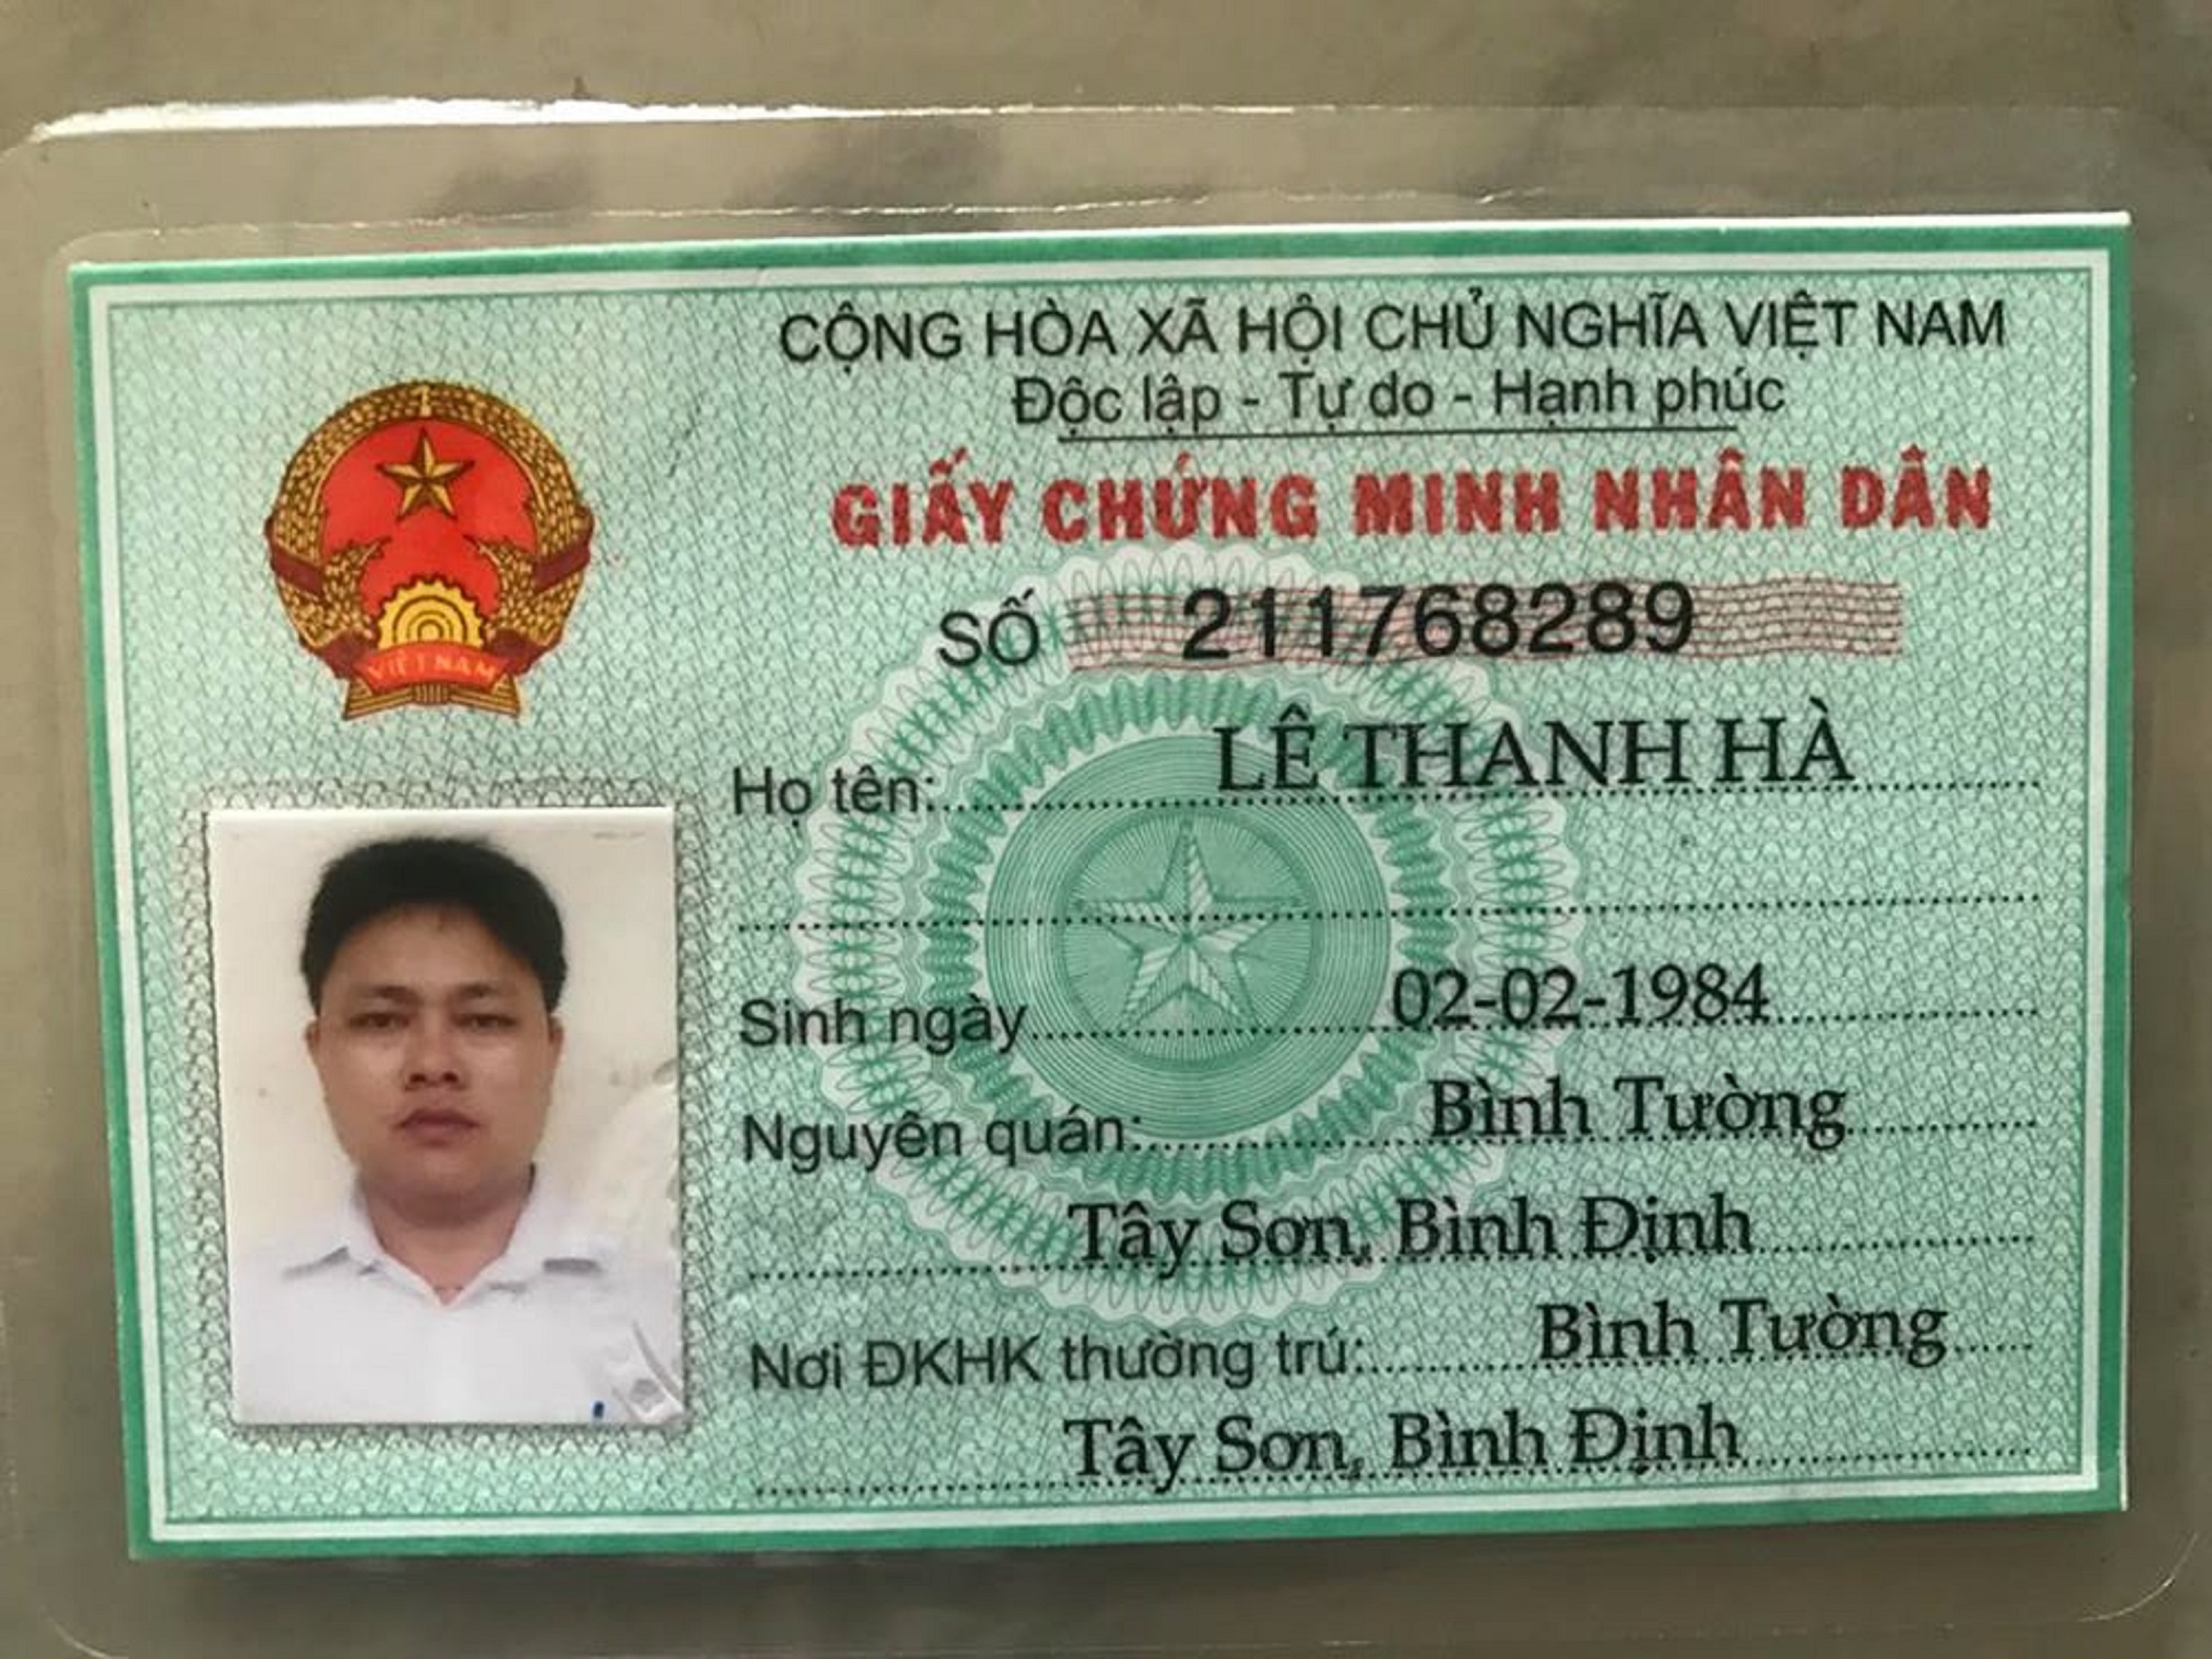 CỘNG HÒA XÃ HỘI CHỦ NGHĨA VIỆT NAM
Độc lập - Tự do - Hạnh phúc
GIẤY CHỨNG MINH NHÂN DÂN
SỐ 211768289
VIỆT NAM
Họ tên: LÊ THANH HÀ
Sinh ngày 02-02-1984
Nguyên quán: Bình Tường
Tây Sơn, Bình Định
Nơi ĐKHK thường trú: Bình Tường
Tây Sơn, Bình Định